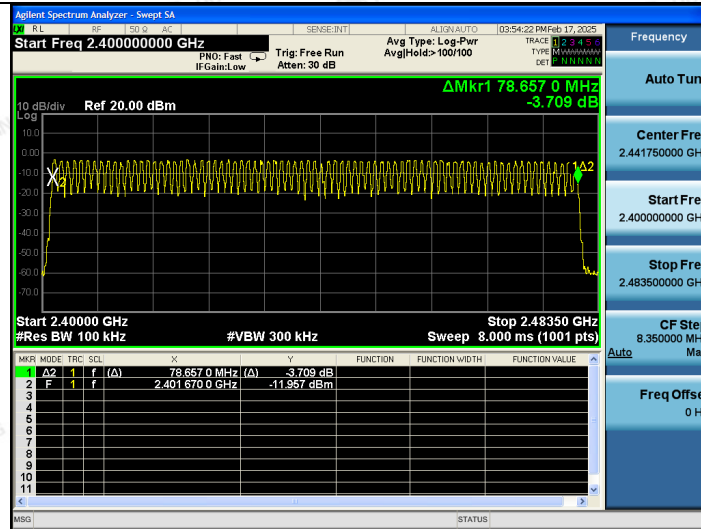 Agilent Spectrum Analyzer - Swept SA
LXI RL RF 50 Ω AC SENSE:INT ALIGNAUTO 03:54:22 PM Feb 17, 2025
Start Freq 2.400000000 GHz
PNO: Fast
IFGain:Low
Trig: Free Run
Atten: 30 dB
Avg Type: Log-Pwr
Avg|Hold:>100/100
TRACE 1 2 3 4 5 6
TYPE M
DET P N N N N N
ΔMkr1 78.657 0 MHz
-3.709 dB
10 dB/div Ref 20.00 dBm
Log
10.0
0.00
-10.0
-20.0
-30.0
-40.0
-50.0
-60.0
-70.0
2
1Δ2
Start 2.40000 GHz
Stop 2.48350 GHz
#Res BW 100 kHz
#VBW 300 kHz
Sweep 8.000 ms (1001 pts)
MKR MODE TRC SCL X Y FUNCTION FUNCTION WIDTH FUNCTION VALUE
1 Δ2 1 f (Δ) 78.657 0 MHz (Δ) -3.709 dB
2 F 1 f 2.401 670 0 GHz -11.957 dBm
3
4
5
6
7
8
9
10
11
MSG
STATUS
Frequency
Auto Tun
Center Fre
2.441750000 GH
Start Fre
2.400000000 GH
Stop Fre
2.483500000 GH
CF Ste
8.350000 MH
Auto Ma
Freq Offse
0 H